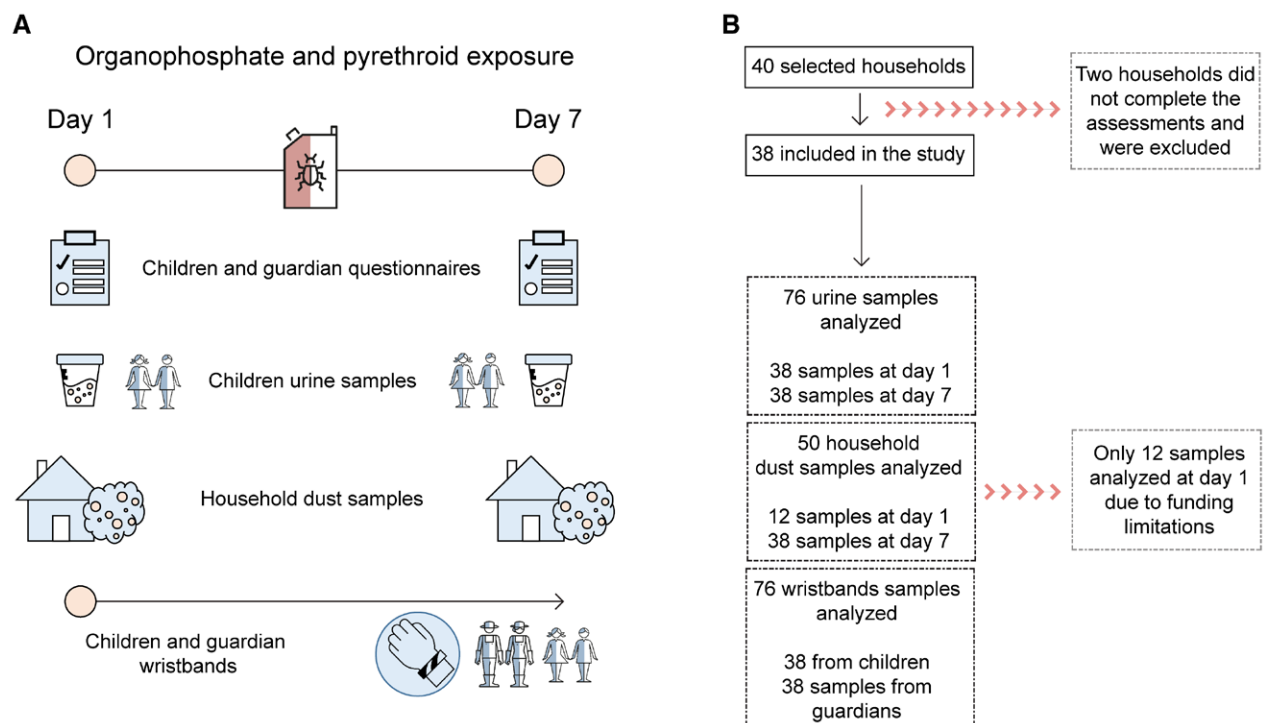 A
Organophosphate and pyrethroid exposure
Day 1
Day 7
Children and guardian questionnaires
Children urine samples
Household dust samples
Children and guardian
wristbands
B
40 selected households
Two households did
not complete the
assessments and
were excluded
38 included in the study
76 urine samples
analyzed
38 samples at day 1
38 samples at day 7
50 household
dust samples analyzed
12 samples at day 1
38 samples at day 7
Only 12 samples
analyzed at day 1
due to funding
limitations
76 wristbands samples
analyzed
38 from children
38 samples from
guardians